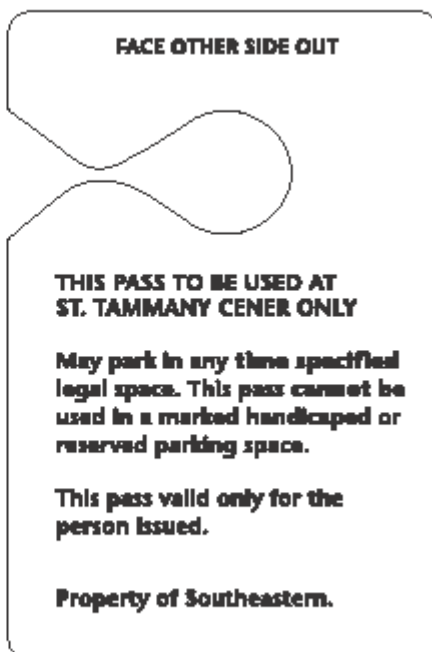 FACE OTHER SIDE OUT
THIS PASS TO BE USED AT
ST. TAMMANY CENER ONLY
May park in any time specified
legal space. This pass cannot be
used in a marked handicaped or
reserved parking space.
This pass valid only for the
person issued.
Property of Southeastern.